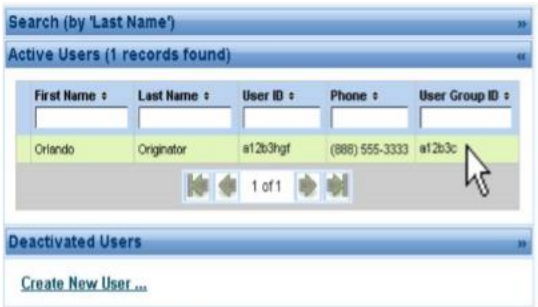 Search (by 'Last Name') »
Active Users (1 records found) «
First Name Last Name User ID Phone User Group ID
Orlando Originator a12b3hgf (888) 555-3333 a12b3c
1 of 1
Deactivated Users »
Create New User ...